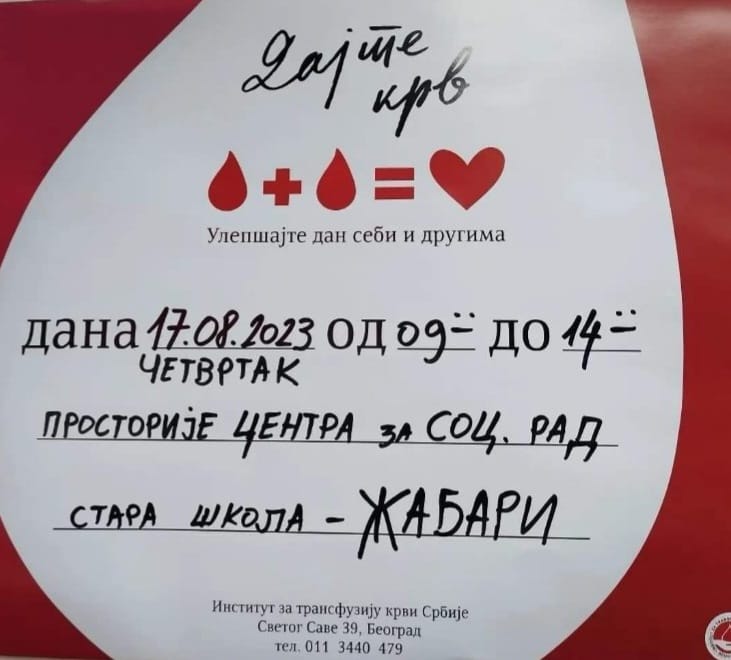 Дајте
крв
Улепшајте дан себи и другима
дана 17.08.2023 од 09⁻⁻ до 14⁻⁻
ЧЕТВРТАК
ПРОСТОРИЈЕ ЦЕНТРА ЗА СОЦ. РАД
СТАРА ШКОЛА - ЖАБАРИ
Институт за трансфузију крви Србије
Светог Саве 39, Београд
тел. 011 3440 479